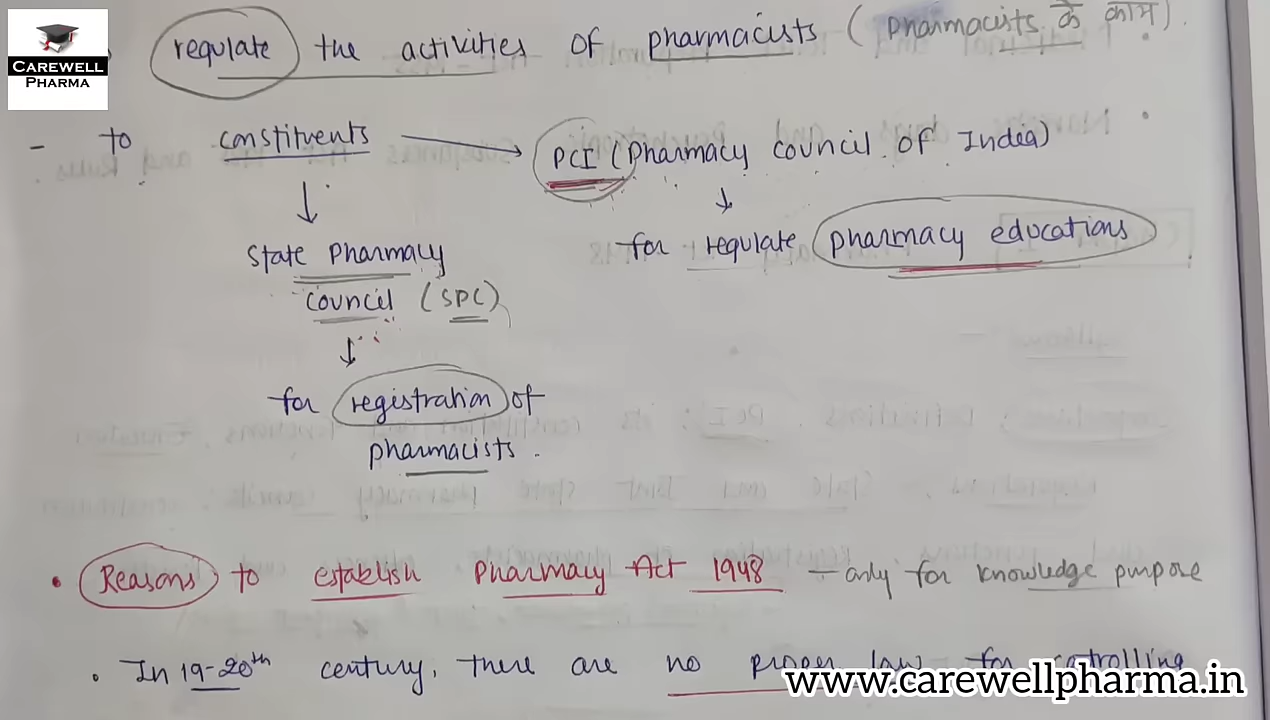 CAREWELL
PHARMA
regulate the activities of pharmacists ( pharmacists के काम ).
- to constituents → PCI (Pharmacy council of India)
↓ ↓
State Pharmacy for regulate pharmacy educations
council (SPC)
↓
for registration of
pharmacists.
• Reasons to establish Pharmacy Act 1948 - only for knowledge purpose
• In 19-20th century, there are no proper law for
www.carewellpharma.in